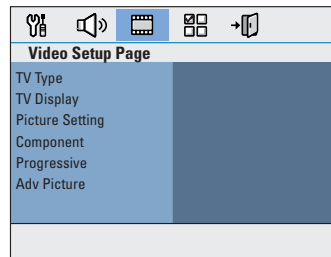 Video Setup Page
TV Type
TV Display
Picture Setting
Component
Progressive
Adv Picture